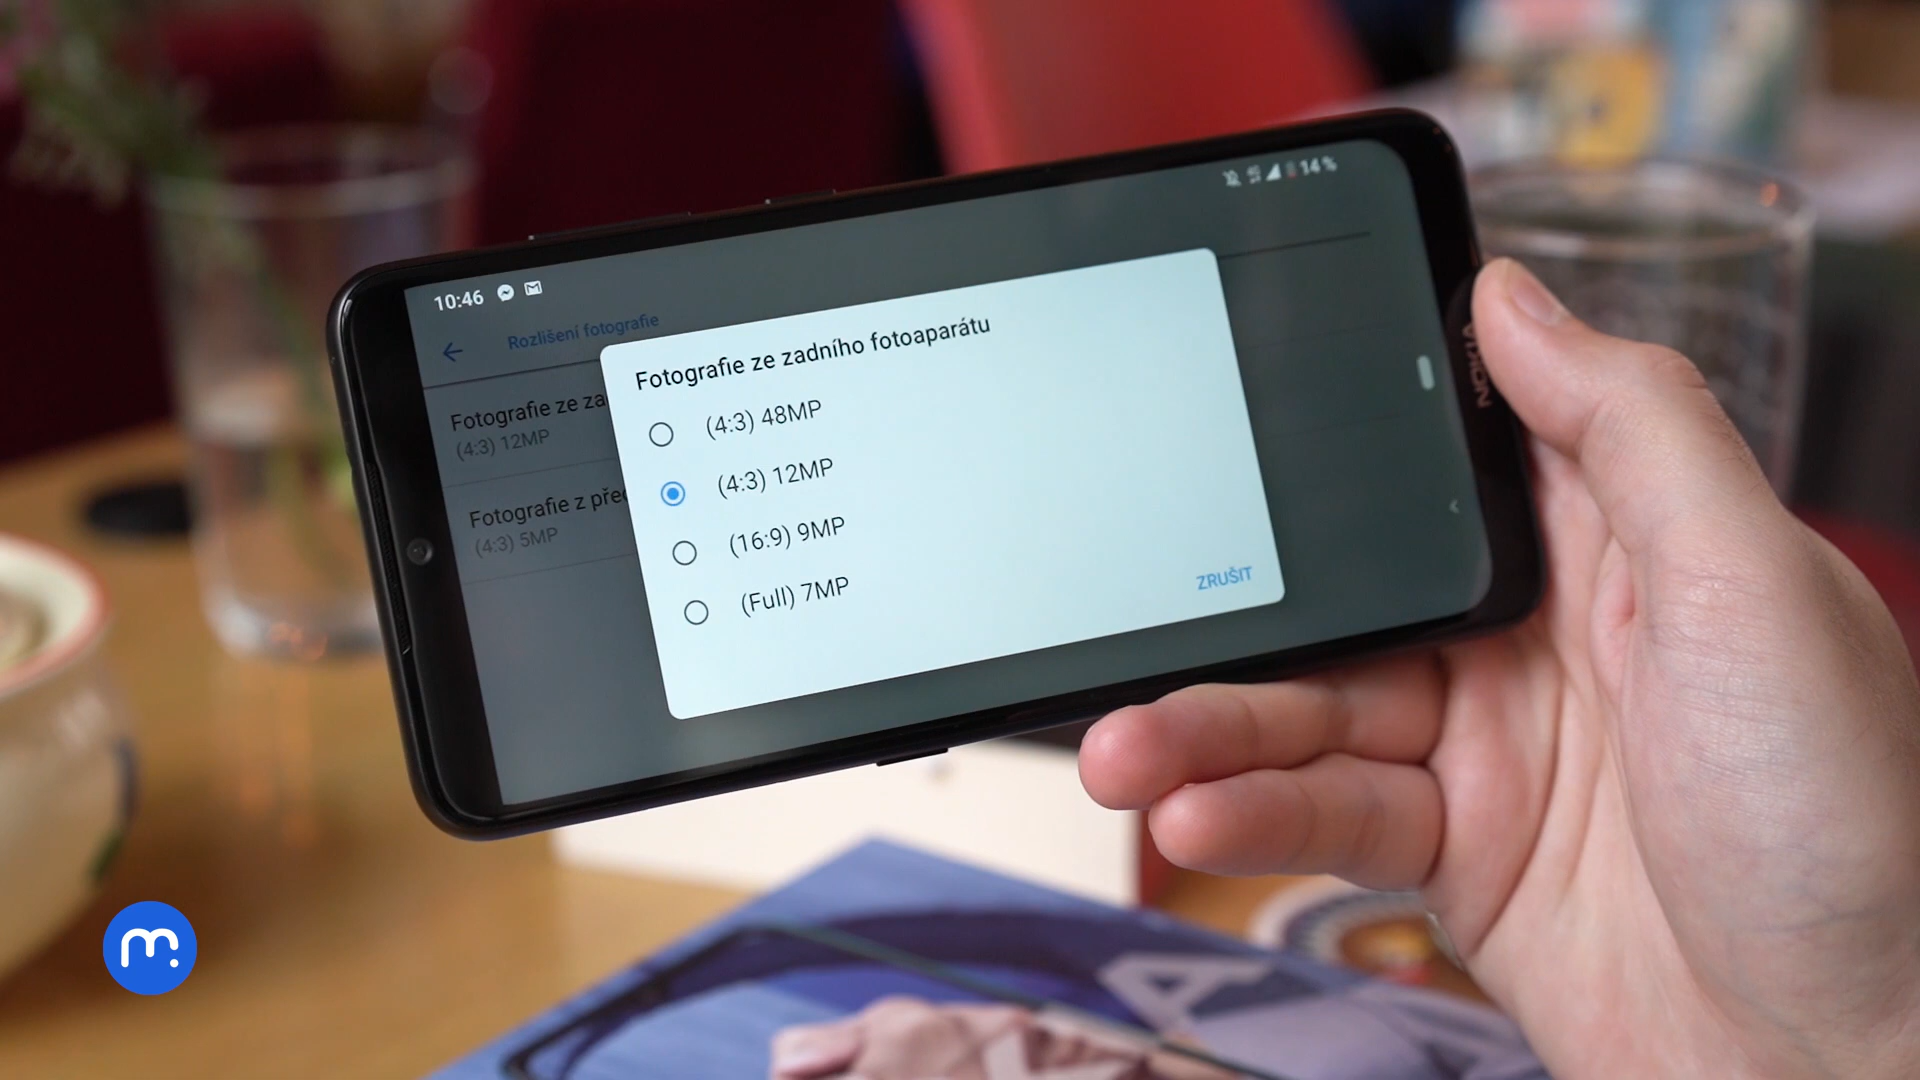 10:46
14%
Rozlišení fotografie
Fotografie ze za
(4:3) 12MP
Fotografie z před
(4:3) 5MP
Fotografie ze zadního fotoaparátu
(4:3) 48MP
(4:3) 12MP
(16:9) 9MP
(Full) 7MP
ZRUŠIT
NOKIA
m.
A